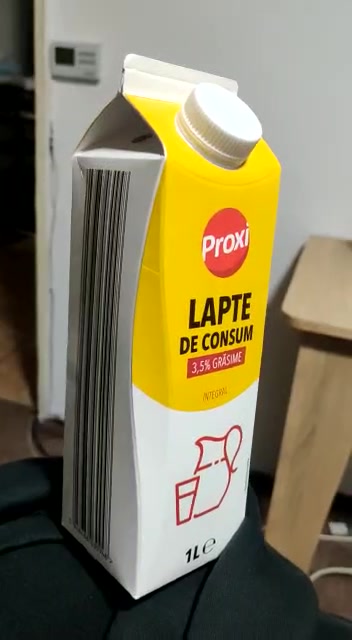 Proxi
LAPTE
DE CONSUM
3,5% GRĂSIME
INTEGRAL
1L℮